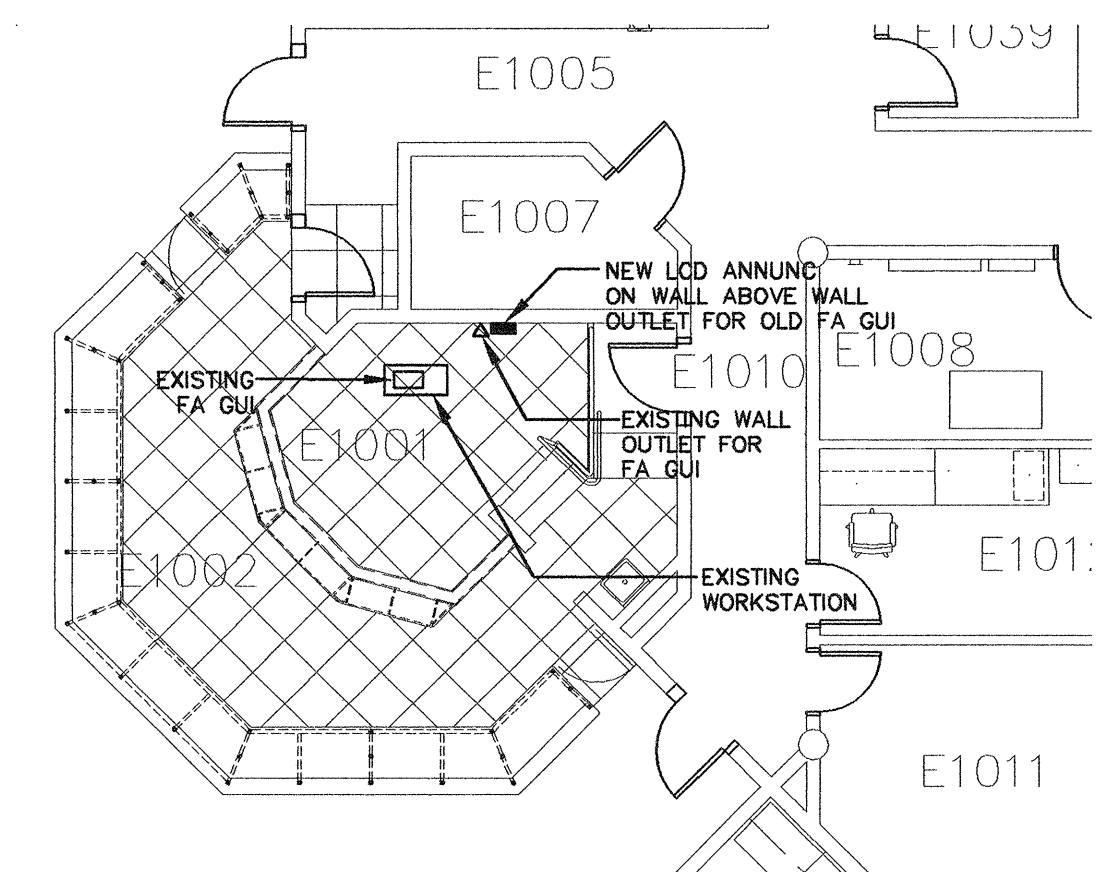 E1039
E1005
E1007
NEW LCD ANNUNC
ON WALL ABOVE WALL
OUTLET FOR OLD FA GUI
E1008
E1010
EXISTING
FA GUI
EXISTING WALL
OUTLET FOR
FA GUI
E1001
E1002
E1012
EXISTING
WORKSTATION
E1011